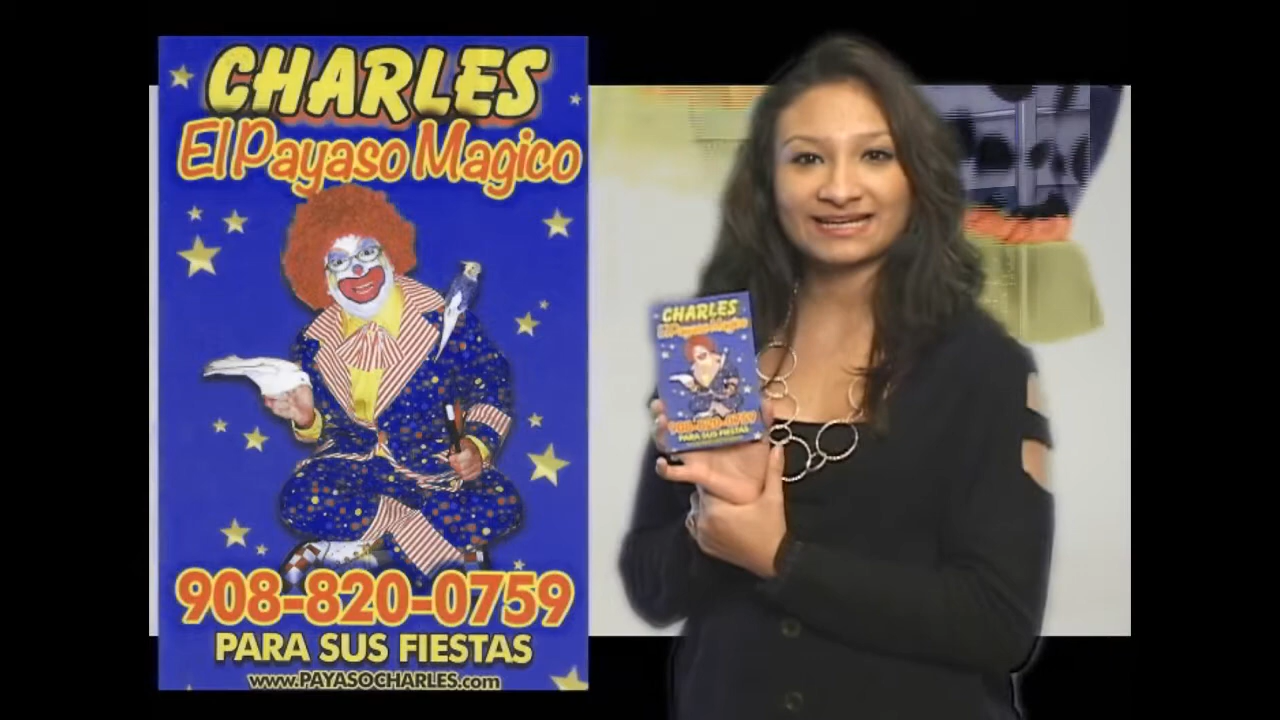 CHARLES
El Payaso Magico
908-820-0759
PARA SUS FIESTAS
www.PAYASOCHARLES.com
CHARLES
El Payaso Magico
908-820-0759
PARA SUS FIESTAS